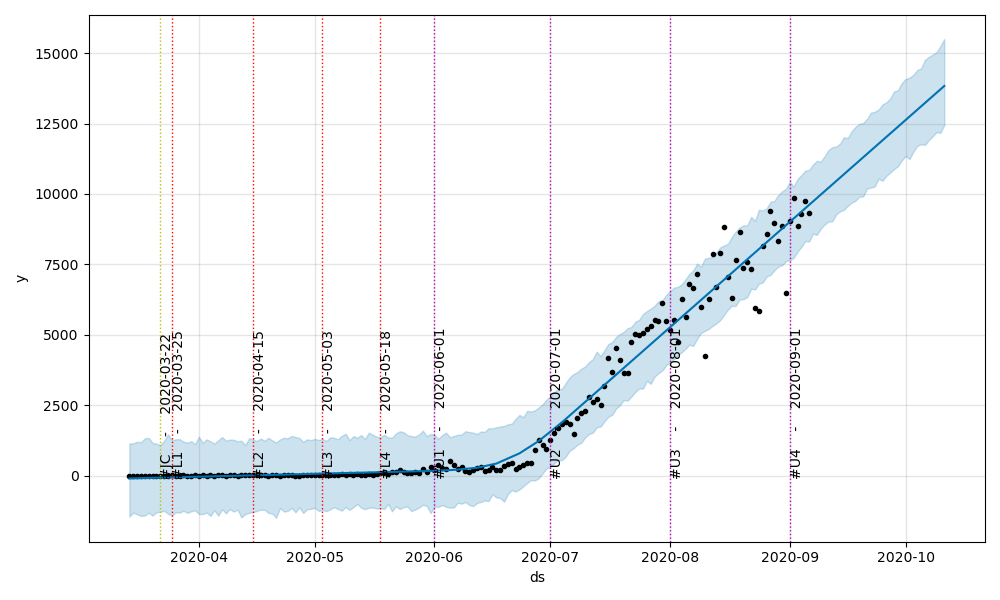 15000
12500
10000
7500
5000
2500
0
y
#JC - 2020-03-22
#L1 - 2020-03-25
#L2 - 2020-04-15
#L3 - 2020-05-03
#L4 - 2020-05-18
#U1 - 2020-06-01
#U2 - 2020-07-01
#U3 - 2020-08-01
#U4 - 2020-09-01
2020-04 2020-05 2020-06 2020-07 2020-08 2020-09 2020-10
ds